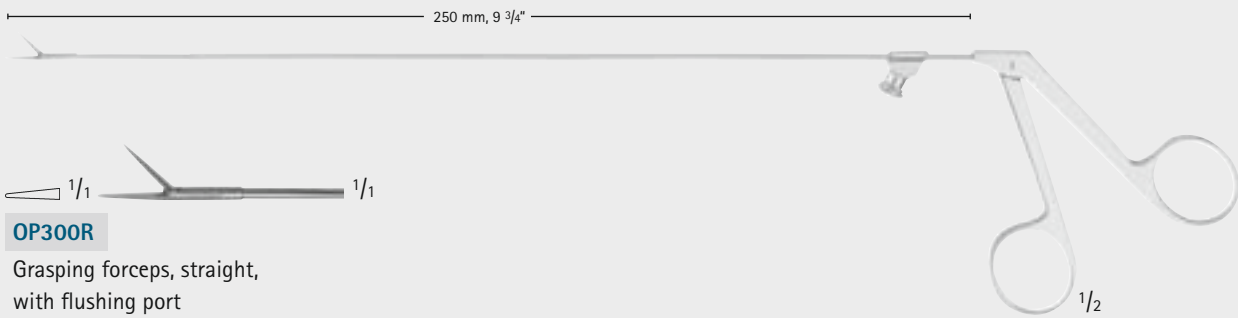 250 mm, 9 3/4"
1/1
1/1
OP300R
Grasping forceps, straight,
with flushing port
1/2